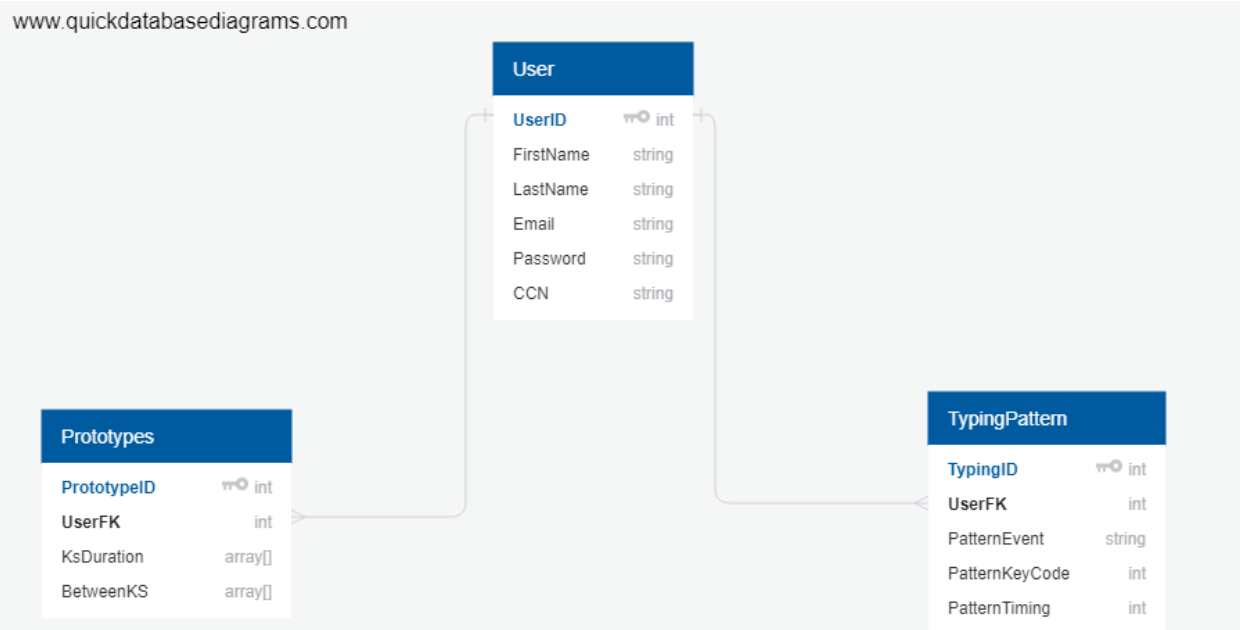 www.quickdatabasediagrams.com
User
UserID int
FirstName string
LastName string
Email string
Password string
CCN string
Prototypes
PrototypeID int
UserFK int
KsDuration array[]
BetweenKS array[]
TypingPattern
TypingID int
UserFK int
PatternEvent string
PatternKeyCode int
PatternTiming int